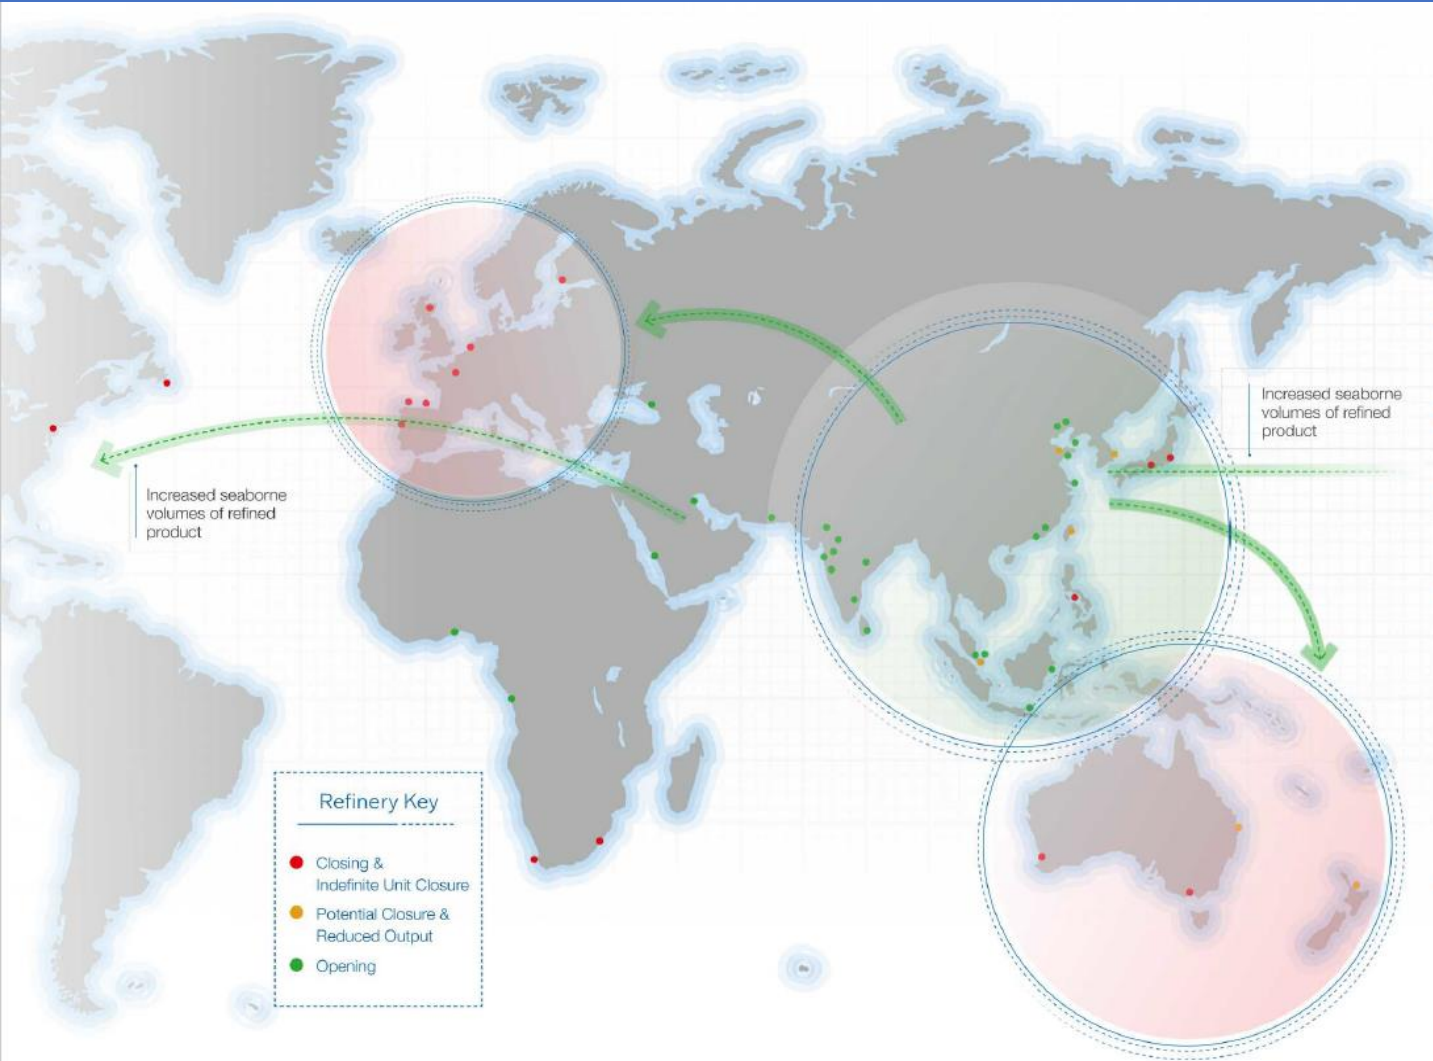 Increased seaborne
volumes of refined
product
Increased seaborne
volumes of refined
product
Refinery Key
Closing &
Indefinite Unit Closure
Potential Closure &
Reduced Output
Opening